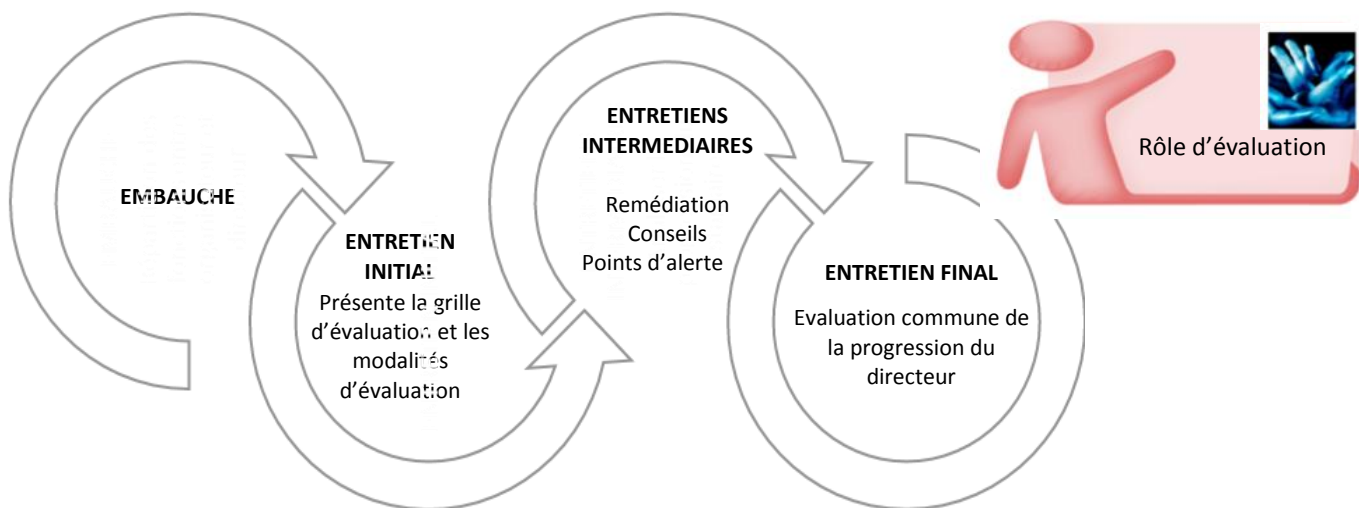 EMBAUCHE
ENTRETIEN
INITIAL
Présente la grille
d’évaluation et les
modalités
d’évaluation
ENTRETIENS
INTERMEDIAIRES
Remédiation
Conseils
Points d’alerte
ENTRETIEN FINAL
Evaluation commune de
la progression du
directeur
Rôle d’évaluation